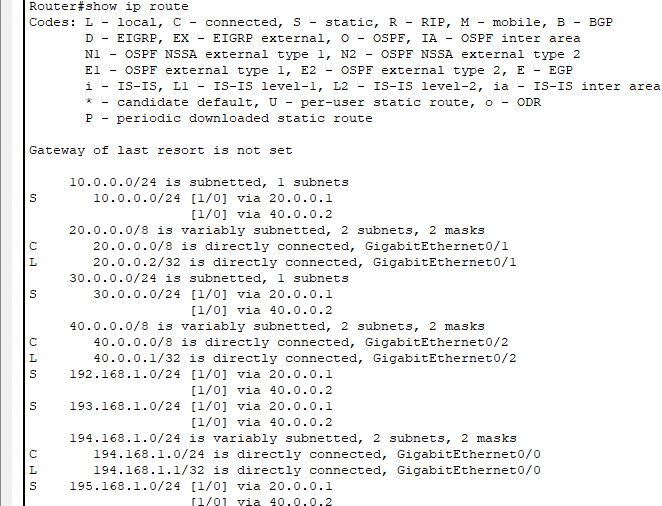 Router#show ip route
Codes: L - local, C - connected, S - static, R - RIP, M - mobile, B - BGP
D - EIGRP, EX - EIGRP external, O - OSPF, IA - OSPF inter area
N1 - OSPF NSSA external type 1, N2 - OSPF NSSA external type 2
E1 - OSPF external type 1, E2 - OSPF external type 2, E - EGP
i - IS-IS, L1 - IS-IS level-1, L2 - IS-IS level-2, ia - IS-IS inter area
* - candidate default, U - per-user static route, o - ODR
P - periodic downloaded static route
Gateway of last resort is not set
10.0.0.0/24 is subnetted, 1 subnets
S 10.0.0.0/24 [1/0] via 20.0.0.1
[1/0] via 40.0.0.2
20.0.0.0/8 is variably subnetted, 2 subnets, 2 masks
C 20.0.0.0/8 is directly connected, GigabitEthernet0/1
L 20.0.0.2/32 is directly connected, GigabitEthernet0/1
30.0.0.0/24 is subnetted, 1 subnets
S 30.0.0.0/24 [1/0] via 20.0.0.1
[1/0] via 40.0.0.2
40.0.0.0/8 is variably subnetted, 2 subnets, 2 masks
C 40.0.0.0/8 is directly connected, GigabitEthernet0/2
L 40.0.0.1/32 is directly connected, GigabitEthernet0/2
S 192.168.1.0/24 [1/0] via 20.0.0.1
[1/0] via 40.0.0.2
S 193.168.1.0/24 [1/0] via 20.0.0.1
[1/0] via 40.0.0.2
194.168.1.0/24 is variably subnetted, 2 subnets, 2 masks
C 194.168.1.0/24 is directly connected, GigabitEthernet0/0
L 194.168.1.1/32 is directly connected, GigabitEthernet0/0
S 195.168.1.0/24 [1/0] via 20.0.0.1
[1/0] via 40.0.0.2